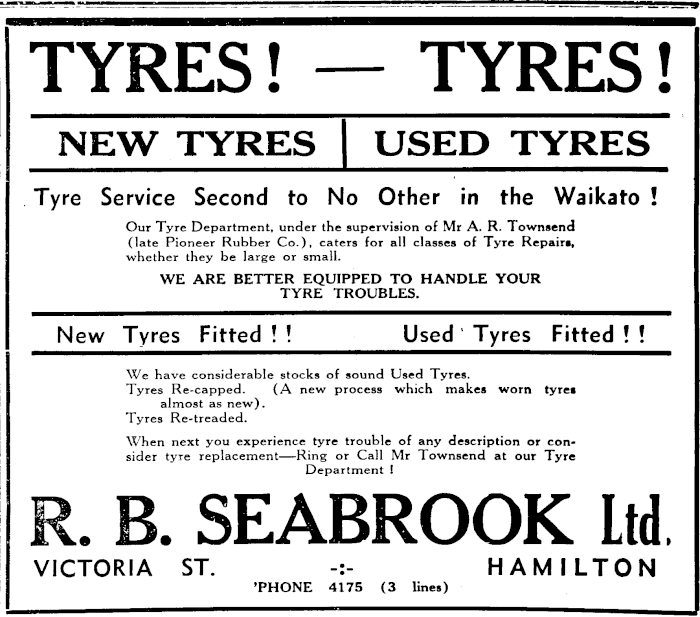 TYRES! — TYRES!
NEW TYRES | USED TYRES
Tyre Service Second to No Other in the Waikato !
Our Tyre Department, under the supervision of Mr A. R. Townsend
(late Pioneer Rubber Co.), caters for all classes of Tyre Repairs,
whether they be large or small.
WE ARE BETTER EQUIPPED TO HANDLE YOUR
TYRE TROUBLES.
New Tyres Fitted ! ! Used Tyres Fitted ! !
We have considerable stocks of sound Used Tyres.
Tyres Re-capped. (A new process which makes worn tyres
almost as new).
Tyres Re-treaded.
When next you experience tyre trouble of any description or con-
sider tyre replacement—Ring or Call Mr Townsend at our Tyre
Department !
R. B. SEABROOK Ltd.
VICTORIA ST. -:- HAMILTON
'PHONE 4175 (3 lines)